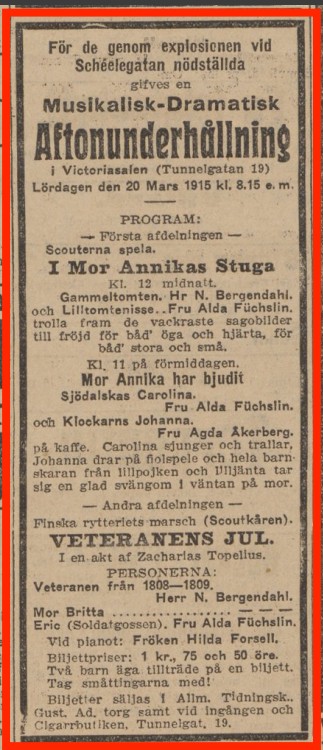 För de genom explosionen vid
Schéelegatan nödställda
gifves en
Musikalisk-Dramatisk
Aftonunderhållning
i Victoriasalen (Tunnelgatan 19)
Lördagen den 20 Mars 1915 kl. 8.15 e. m.
PROGRAM:
— Första afdelningen —
Scouterna spela.
I Mor Annikas Stuga
Kl. 12 midnatt.
Gammeltomten. Hr N. Bergendahl.
och Lilltomtenisse..Fru Alda Füchslin.
trolla fram de vackraste sagobilder
till fröjd för båd' öga och hjärta, för
båd' stora och små.
Kl. 11 på förmiddagen.
Mor Annika har bjudit
Sjödalskas Carolina.
Fru Alda Füchslin.
och Klockarns Johanna.
Fru Agda Åkerberg.
på kaffe. Carolina sjunger och trallar,
Johanna drar på fiolspelo och hela barn-
skaran från lillpojken och lilljänta tar
sig en glad svängom i väntan på mor.
— Andra afdelningen —
Finska rytteriets marsch (Scoutkåren).
VETERANENS JUL.
I en akt af Zacharias Topelius.
PERSONERNA:
Veteranen från 1808—1809.
Herr N. Bergendahl.
Mor Britta ................. — — —
Eric (Soldatgossen). Fru Alda Füchslin.
Vid pianot: Fröken Hilda Forsell.
Biljettpriser: 1 kr., 75 och 50 öre.
Två barn äga tillträde på en biljett.
Tag småttingarna med!
Biljetter säljas i Allm. Tidningsk.,
Gust. Ad. torg samt vid ingången och
Cigarrbutiken, Tunnelgat. 19.